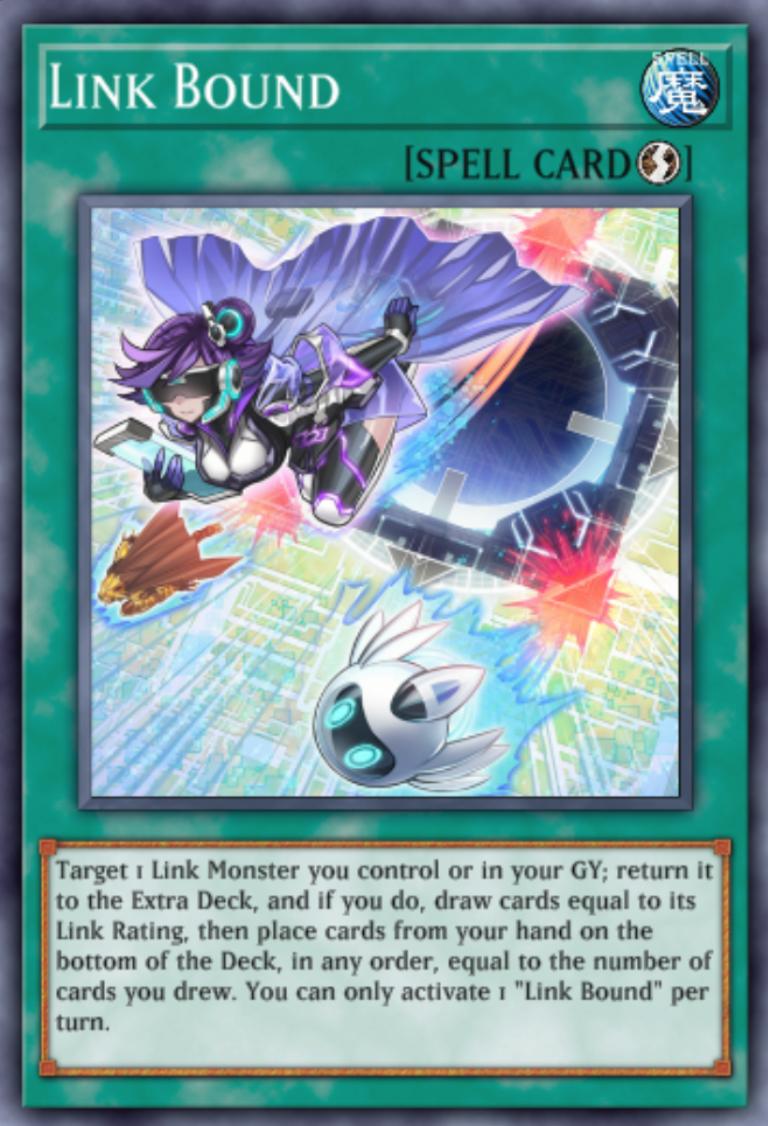 Link Bound
SPELL
魔
[SPELL CARD]
Target 1 Link Monster you control or in your GY; return it
to the Extra Deck, and if you do, draw cards equal to its
Link Rating, then place cards from your hand on the
bottom of the Deck, in any order, equal to the number of
cards you drew. You can only activate 1 "Link Bound" per
turn.